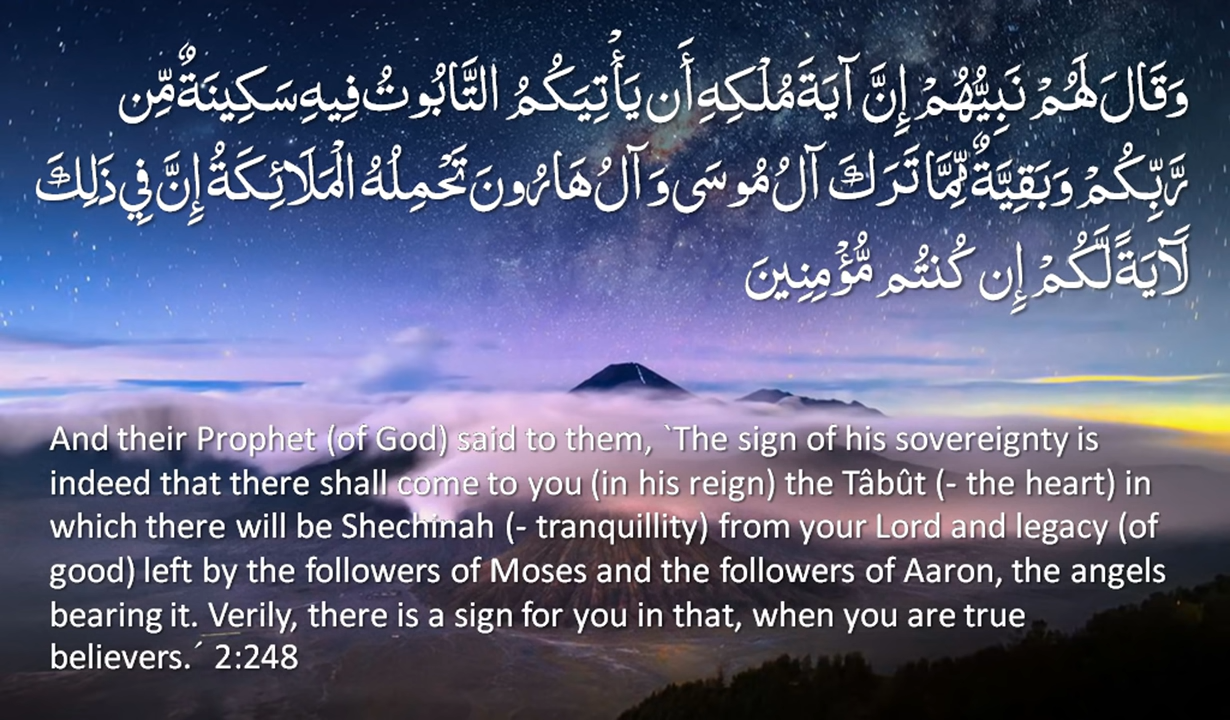 وَقَالَ لَهُمْ نَبِيُّهُمْ إِنَّ آيَةَ مُلْكِهِ أَن يَأْتِيَكُمُ التَّابُوتُ فِيهِ سَكِينَةٌ مِّن
رَّبِّكُمْ وَبَقِيَّةٌ مِّمَّا تَرَكَ آلُ مُوسَى وَآلُ هَارُونَ تَحْمِلُهُ الْمَلَائِكَةُ إِنَّ فِي ذَلِكَ
لَآيَةً لَّكُمْ إِن كُنتُم مُّؤْمِنِينَ
And their Prophet (of God) said to them, `The sign of his sovereignty is
indeed that there shall come to you (in his reign) the Tâbût (- the heart) in
which there will be Shechinah (- tranquillity) from your Lord and legacy (of
good) left by the followers of Moses and the followers of Aaron, the angels
bearing it. Verily, there is a sign for you in that, when you are true
believers.´ 2:248